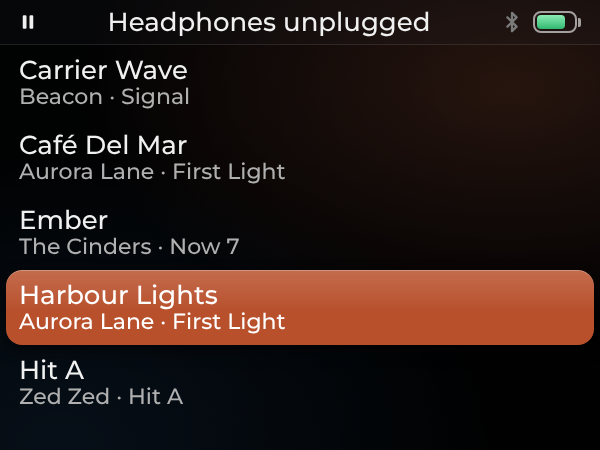 Headphones unplugged
Carrier Wave
Beacon · Signal
Café Del Mar
Aurora Lane · First Light
Ember
The Cinders · Now 7
Harbour Lights
Aurora Lane · First Light
Hit A
Zed Zed · Hit A